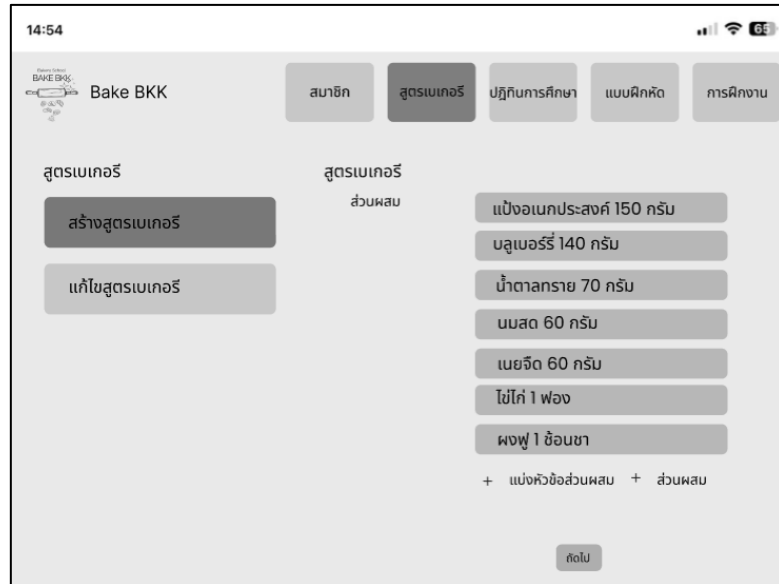 14:54
65
Bakers School
BAKE BKK
Bake BKK
สมาชิก
สูตรเบเกอรี
ปฏิทินการศึกษา
แบบฝึกหัด
การฝึกงาน
สูตรเบเกอรี
สร้างสูตรเบเกอรี
แก้ไขสูตรเบเกอรี
สูตรเบเกอรี
ส่วนผสม
แป้งอเนกประสงค์ 150 กรัม
บลูเบอร์รี่ 140 กรัม
น้ำตาลทราย 70 กรัม
นมสด 60 กรัม
เนยจืด 60 กรัม
ไข่ไก่ 1 ฟอง
ผงฟู 1 ช้อนชา
+ แบ่งหัวข้อส่วนผสม + ส่วนผสม
ถัดไป